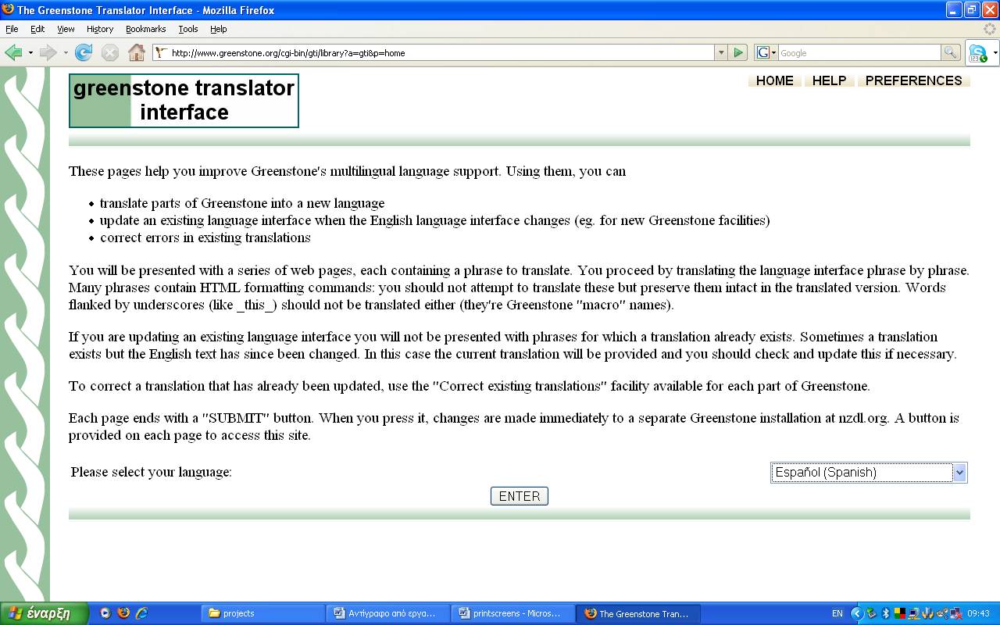 The Greenstone Translator Interface - Mozilla Firefox
File Edit View History Bookmarks Tools Help
http://www.greenstone.org/cgi-bin/gti/library?a=gti&p=home
G Google
greenstone translator
interface
HOME HELP PREFERENCES
These pages help you improve Greenstone's multilingual language support. Using them, you can
• translate parts of Greenstone into a new language
• update an existing language interface when the English language interface changes (eg. for new Greenstone facilities)
• correct errors in existing translations
You will be presented with a series of web pages, each containing a phrase to translate. You proceed by translating the language interface phrase by phrase.
Many phrases contain HTML formatting commands: you should not attempt to translate these but preserve them intact in the translated version. Words
flanked by underscores (like _this_) should not be translated either (they're Greenstone "macro" names).
If you are updating an existing language interface you will not be presented with phrases for which a translation already exists. Sometimes a translation
exists but the English text has since been changed. In this case the current translation will be provided and you should check and update this if necessary.
To correct a translation that has already been updated, use the "Correct existing translations" facility available for each part of Greenstone.
Each page ends with a "SUBMIT" button. When you press it, changes are made immediately to a separate Greenstone installation at nzdl.org. A button is
provided on each page to access this site.
Please select your language: Español (Spanish)
ENTER
έναρξη projects Αντίγραφο από εργα... printscreens - Micros... The Greenstone Tran... EN 09:43